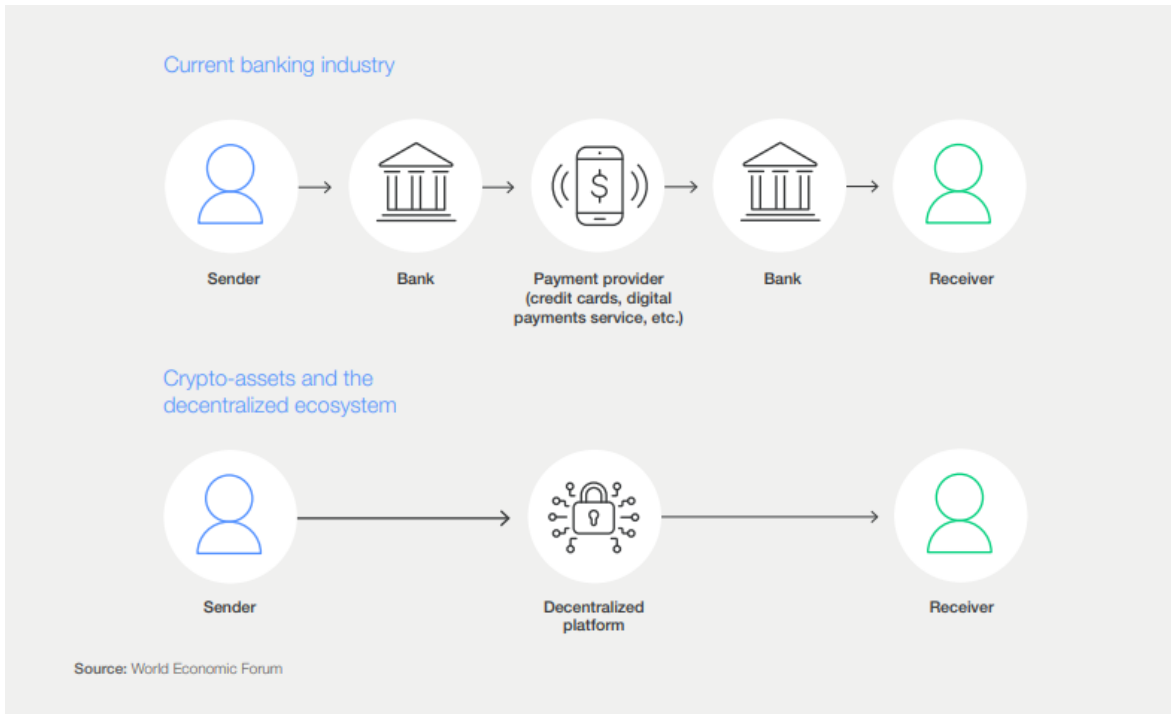 Current banking industry
$
Sender
Bank
Payment provider
(credit cards, digital
payments service, etc.)
Bank
Receiver
Crypto-assets and the
decentralized ecosystem
Sender
Decentralized
platform
Receiver
Source: World Economic Forum